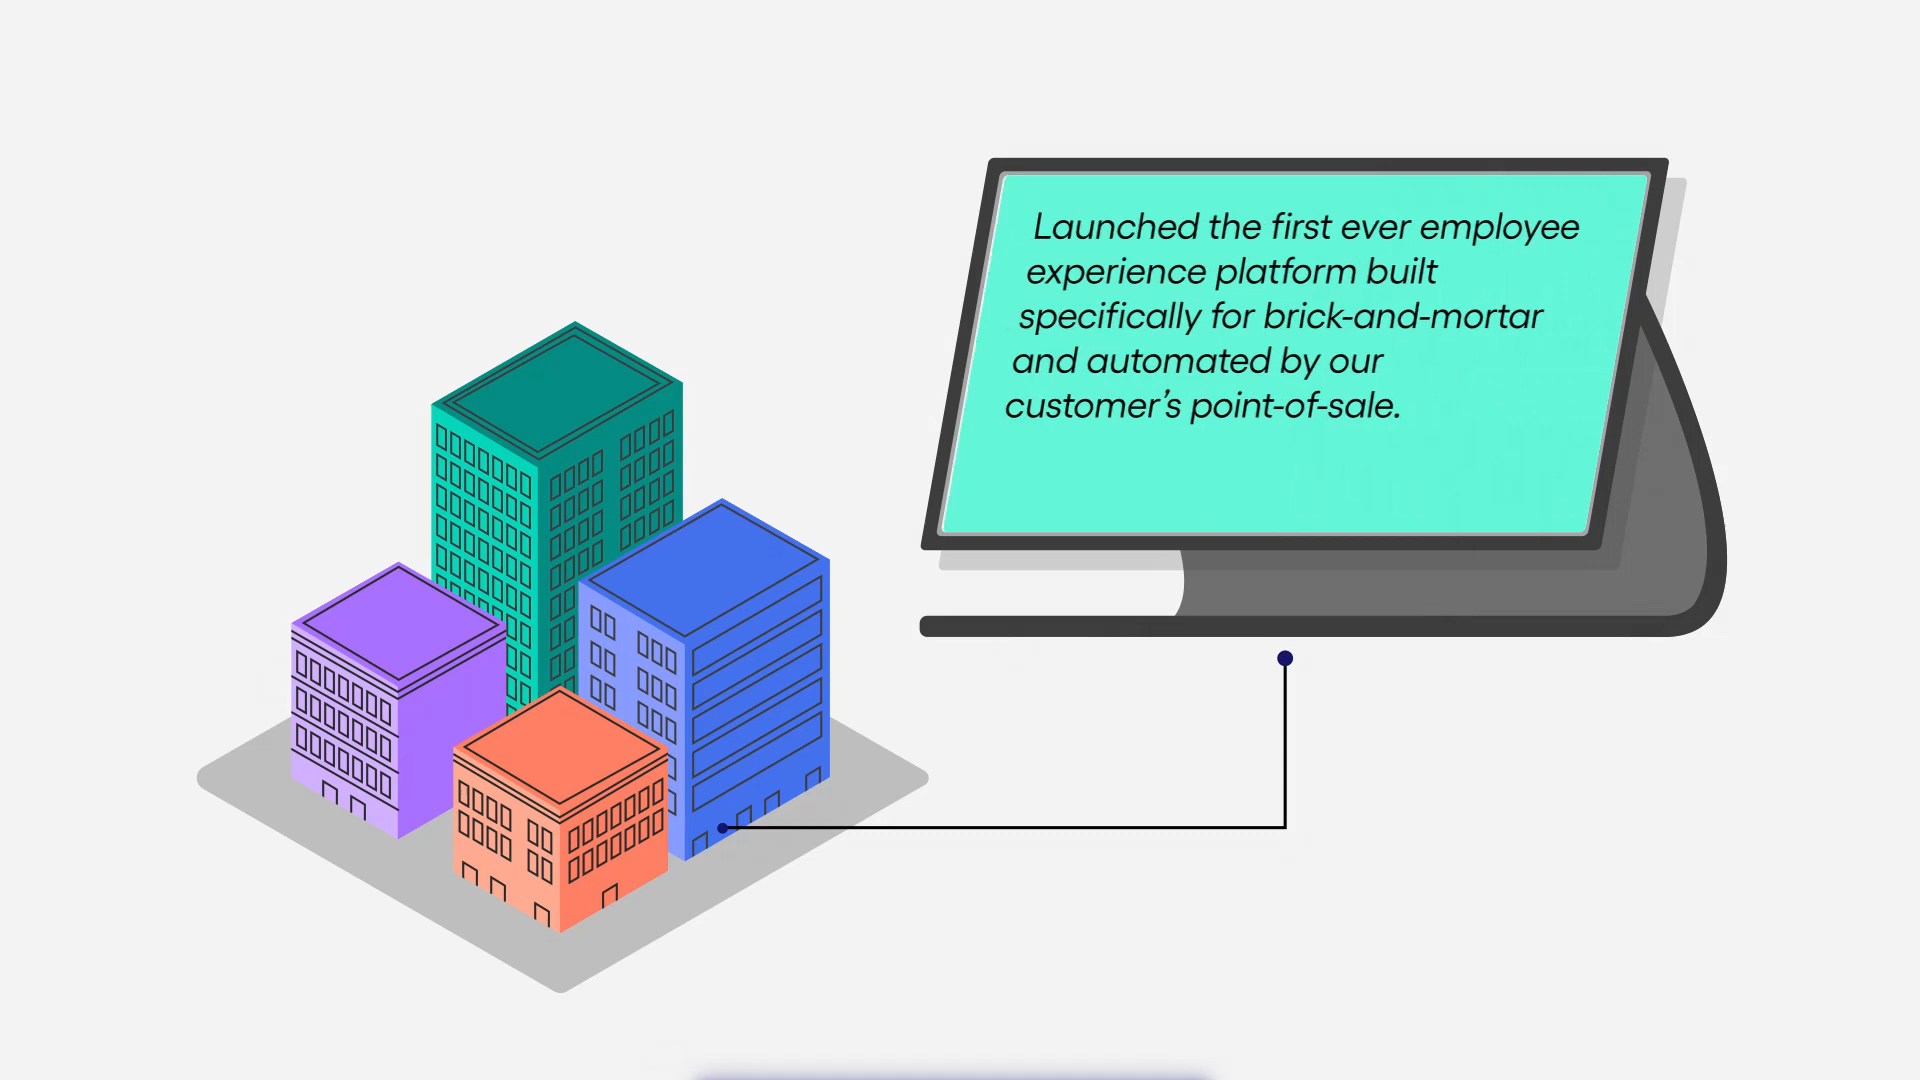 Launched the first ever employee
experience platform built
specifically for brick-and-mortar
and automated by our
customer’s point-of-sale.